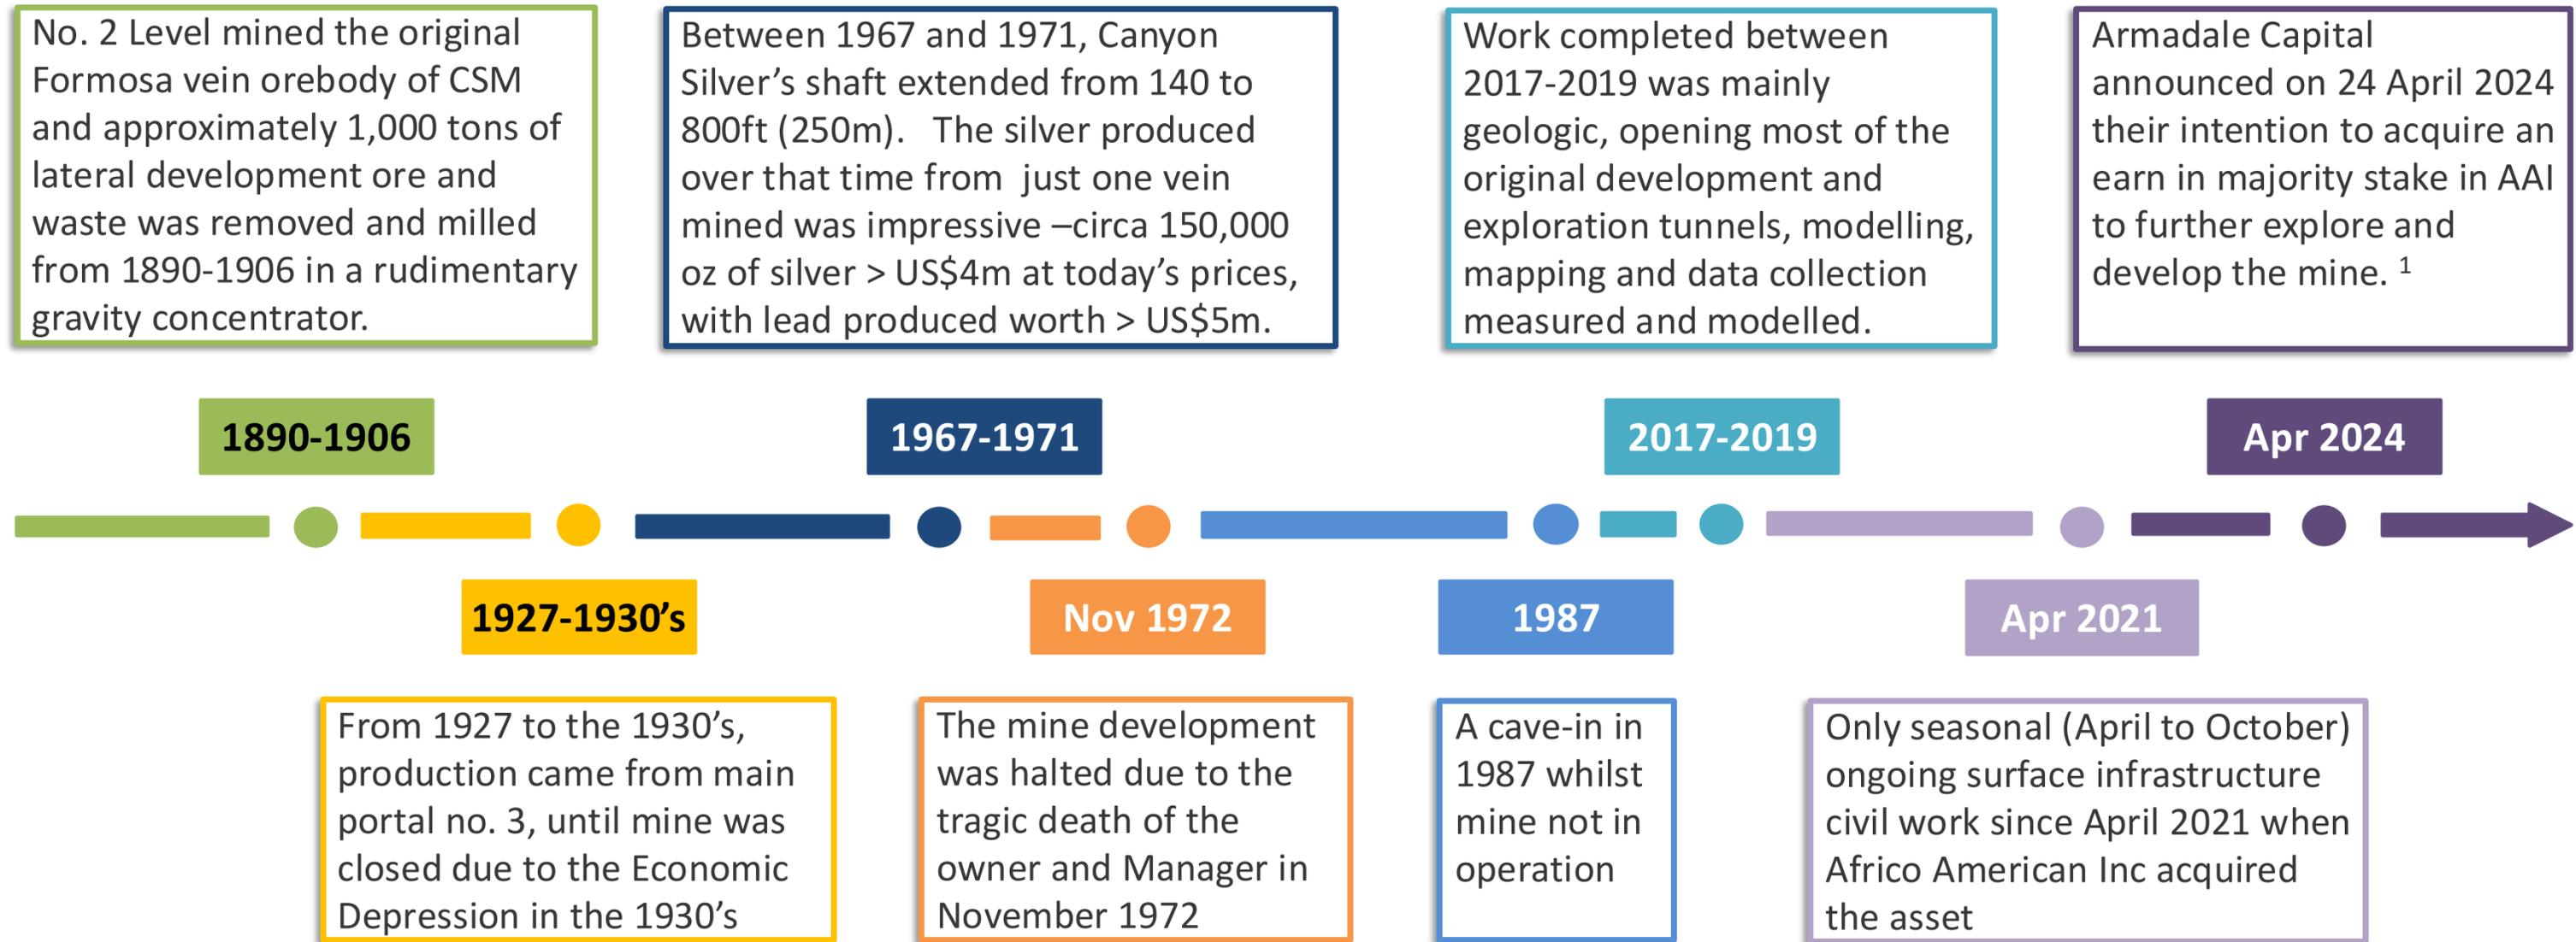 No. 2 Level mined the original
Formosa vein orebody of CSM
and approximately 1,000 tons of
lateral development ore and
waste was removed and milled
from 1890-1906 in a rudimentary
gravity concentrator.
Between 1967 and 1971, Canyon
Silver’s shaft extended from 140 to
800ft (250m).   The silver produced
over that time from  just one vein
mined was impressive –circa 150,000
oz of silver > US$4m at today’s prices,
with lead produced worth > US$5m.
Work completed between
2017-2019 was mainly
geologic, opening most of the
original development and
exploration tunnels, modelling,
mapping and data collection
measured and modelled.
Armadale Capital
announced on 24 April 2024
their intention to acquire an
earn in majority stake in AAI
to further explore and
develop the mine. ¹
1890-1906
1967-1971
2017-2019
Apr 2024
1927-1930’s
Nov 1972
1987
Apr 2021
From 1927 to the 1930’s,
production came from main
portal no. 3, until mine was
closed due to the Economic
Depression in the 1930’s
The mine development
was halted due to the
tragic death of the
owner and Manager in
November 1972
A cave-in in
1987 whilst
mine not in
operation
Only seasonal (April to October)
ongoing surface infrastructure
civil work since April 2021 when
Africo American Inc acquired
the asset